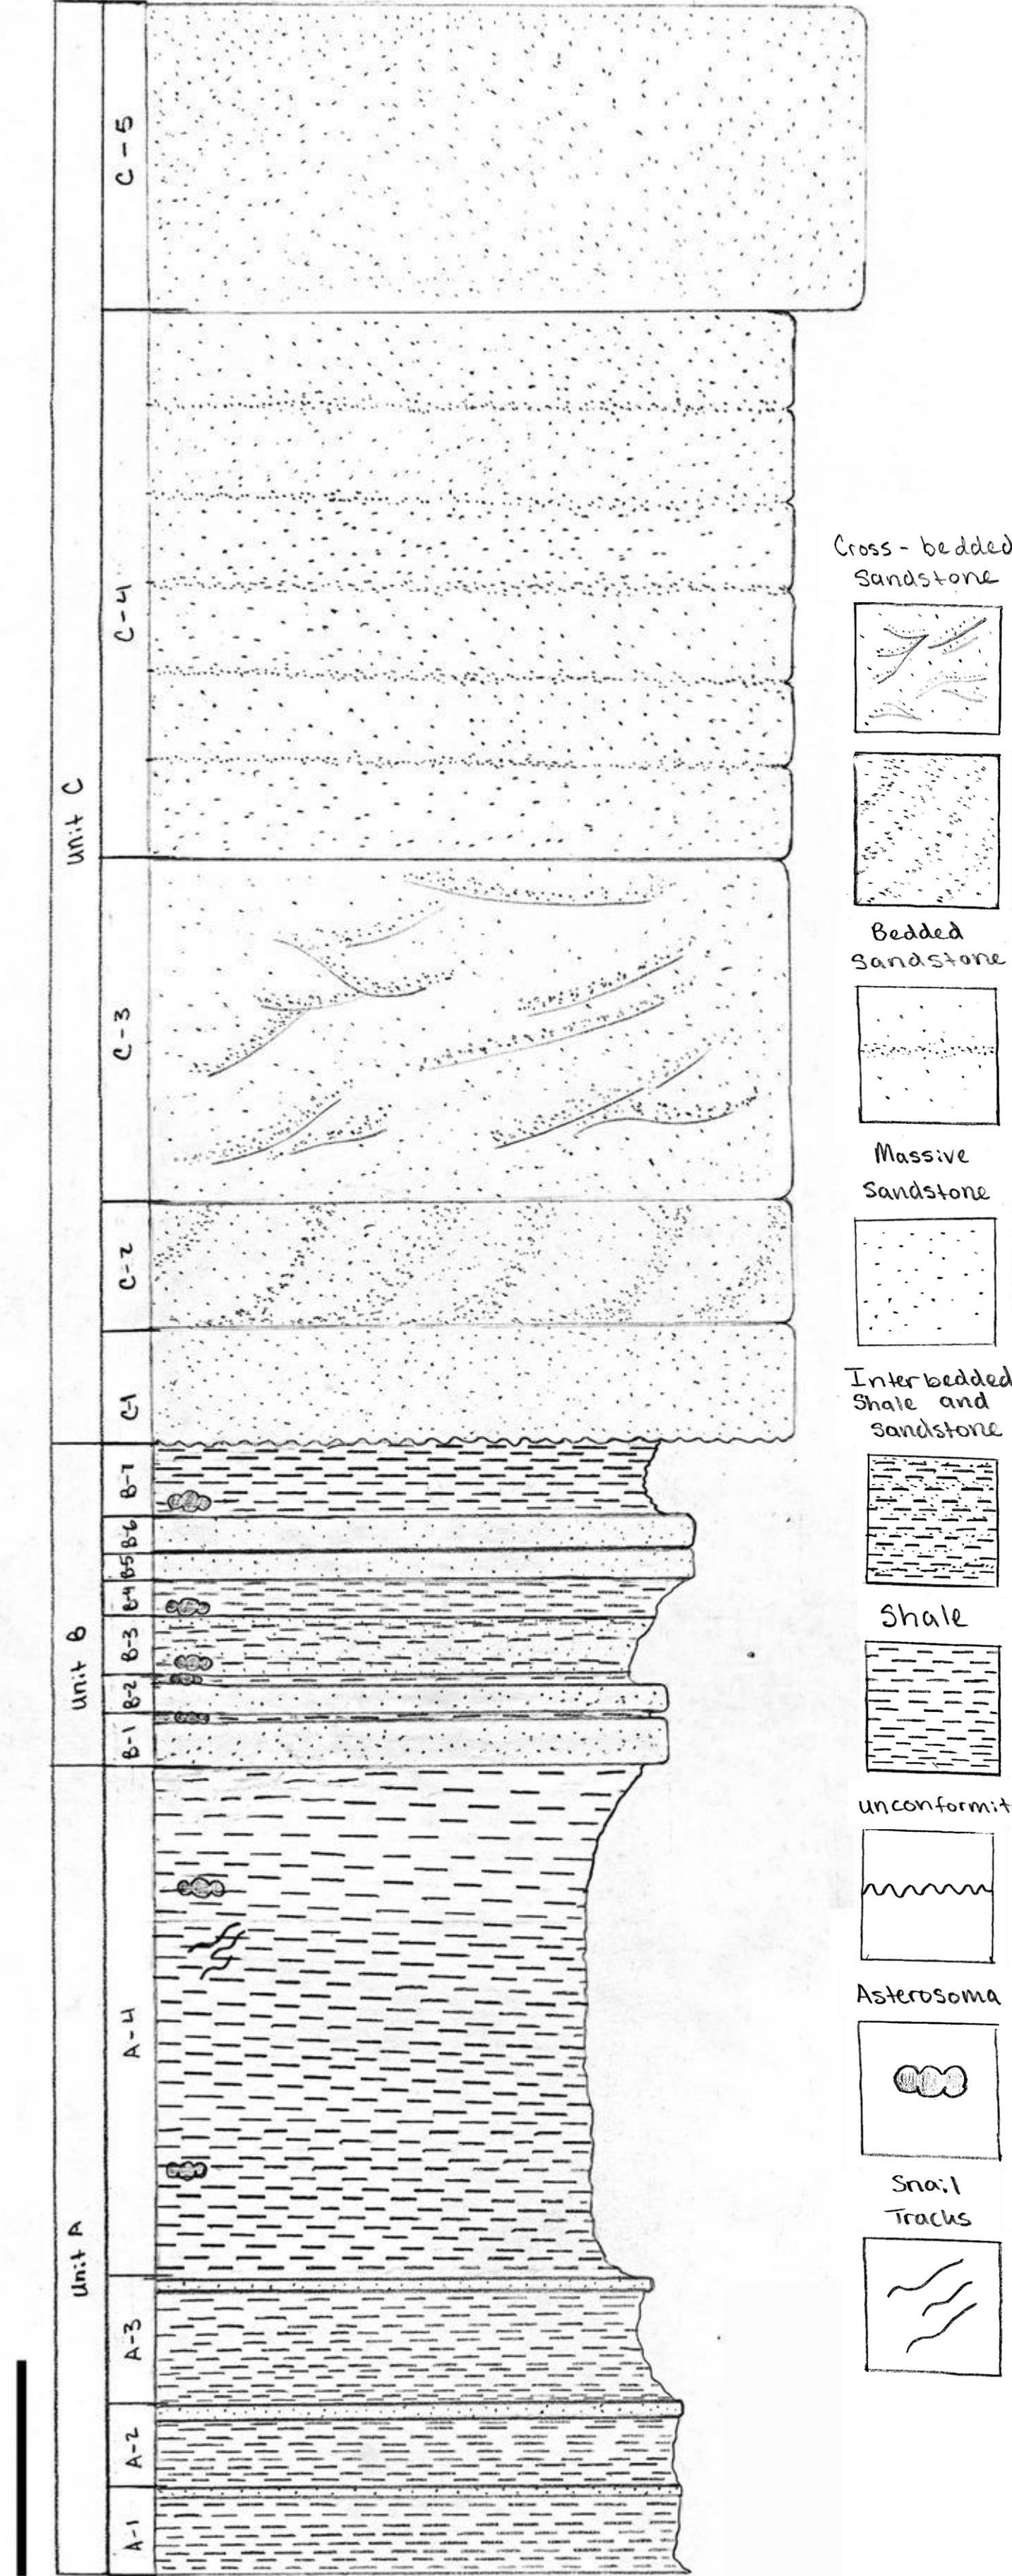 C-5
C-4
Unit C
C-3
C-2
C-1
B-7
B-6
B5
B-4
B-3
Unit B
B-2
B-1
A-4
Unit A
A-3
A-2
A-1
Cross-bedded
Sandstone
Bedded
Sandstone
Massive
Sandstone
Interbedded
Shale and
Sandstone
Shale
unconformit
Asterosoma
Snail
Tracks